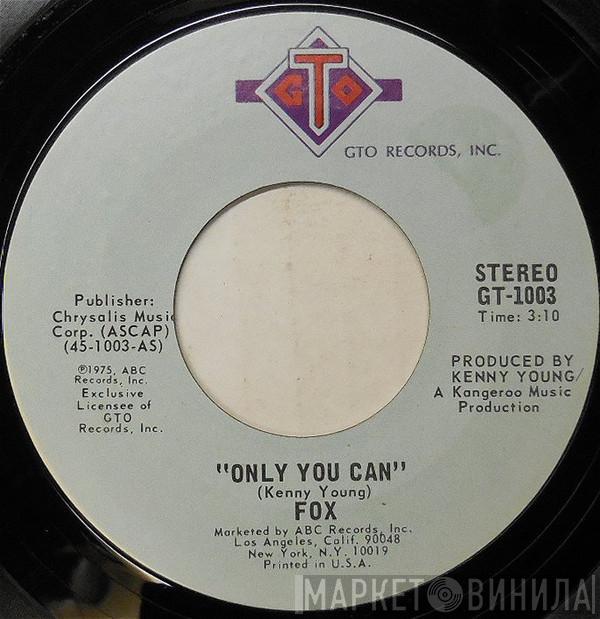 GTO
GTO RECORDS, INC.
STEREO
GT-1003
Time: 3:10
Publisher:
Chrysalis Music
Corp. (ASCAP)
(45-1003-AS)
℗1975, ABC
Records, Inc.
Exclusive
Licensee of
GTO
Records, Inc.
PRODUCED BY
KENNY YOUNG/
A Kangeroo Music
Production
"ONLY YOU CAN"
(Kenny Young)
FOX
Marketed by ABC Records, Inc.
Los Angeles, Calif. 90048
New York, N.Y. 10019
Printed in U.S.A.
МАРКЕТ ВИНИЛА